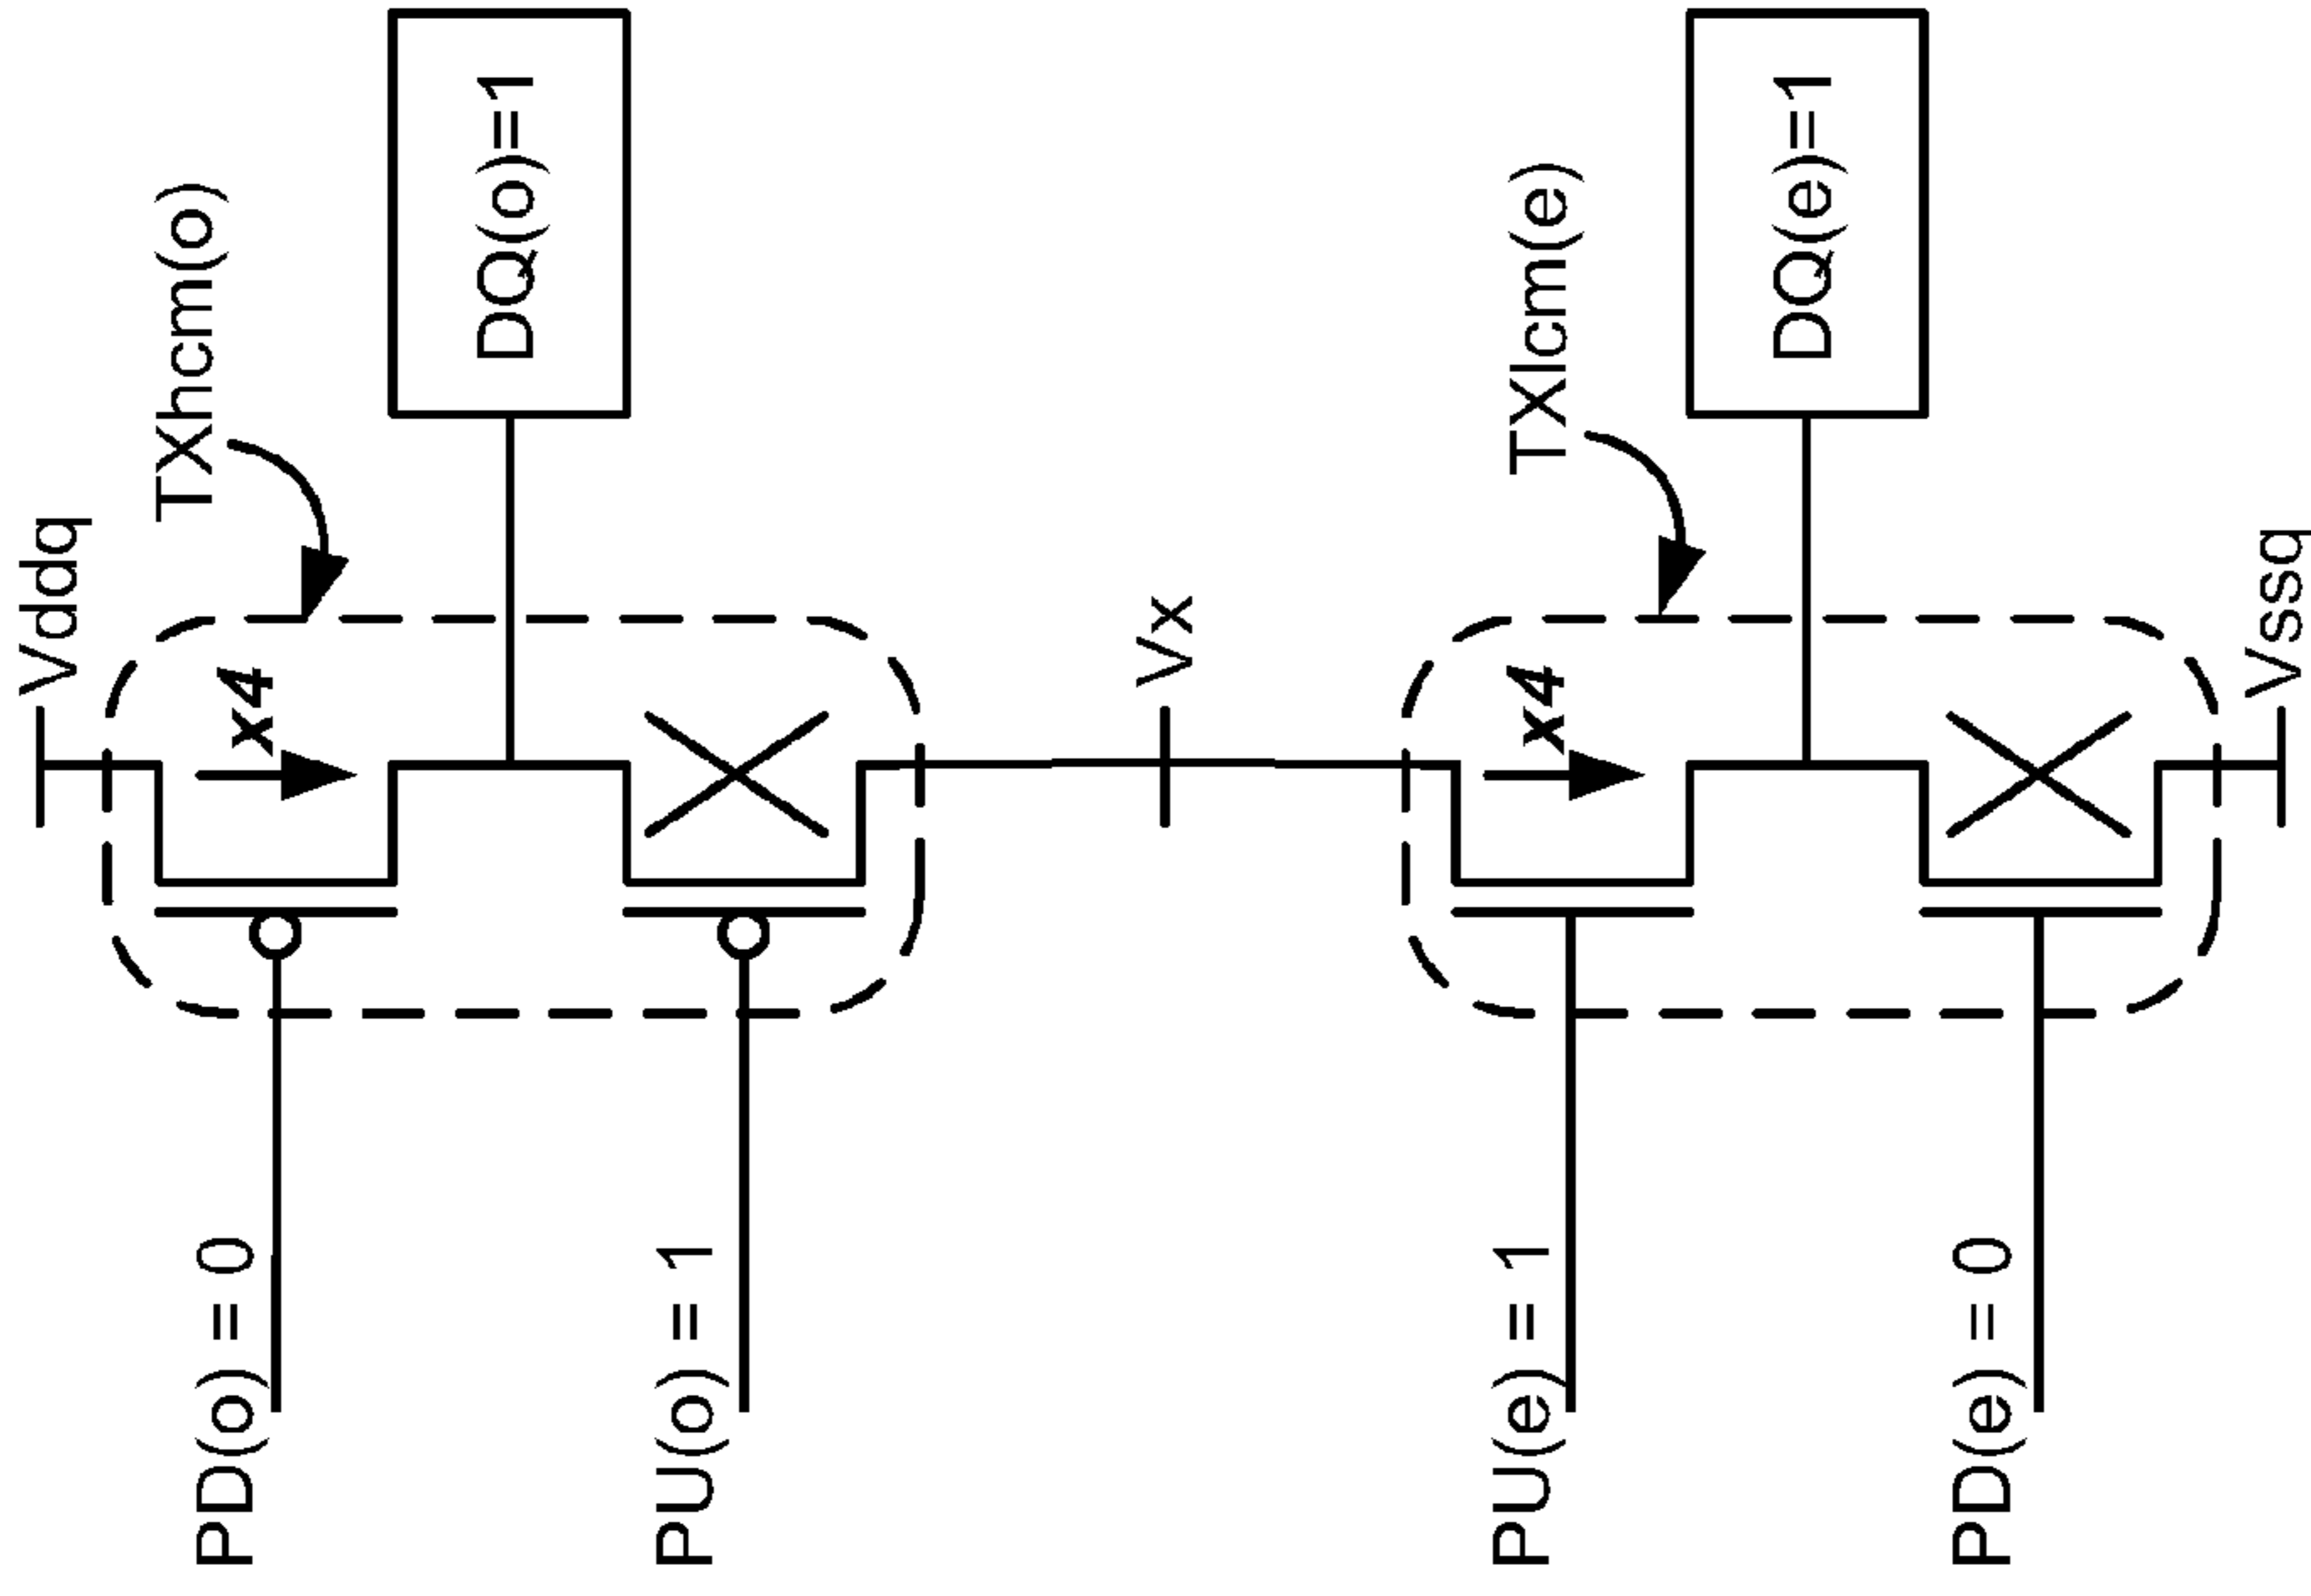 Vddq
TXhcm(o)
x4
DQ(o)=1
PD(o) = 0
PU(o) = 1
Vx
TXlcm(e)
x4
DQ(e)=1
PU(e) = 1
PD(e) = 0
Vssq